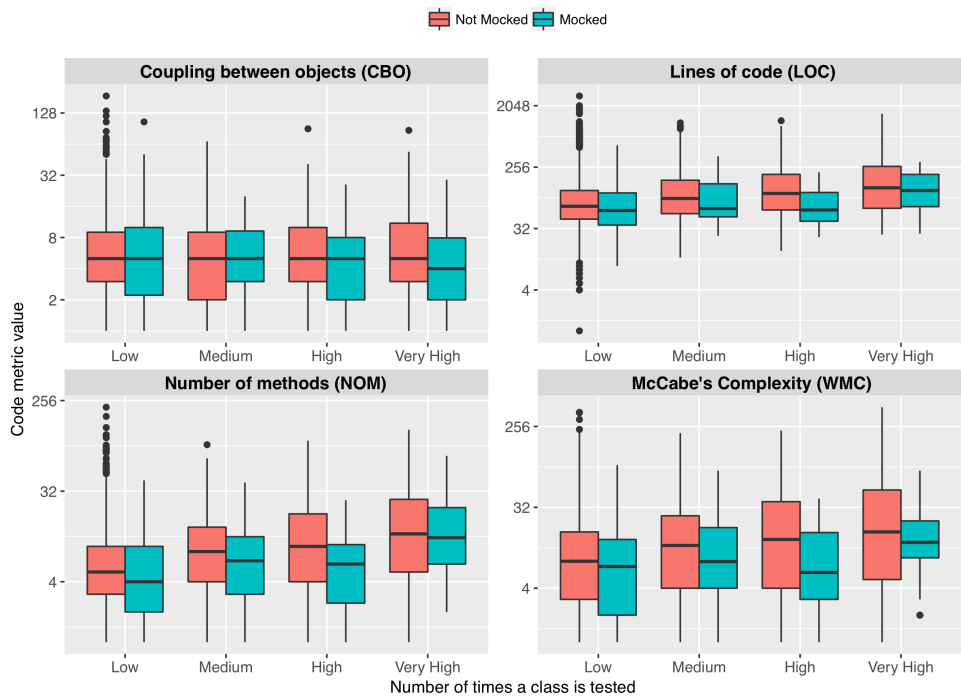 Not Mocked Mocked
Coupling between objects (CBO) Lines of code (LOC)
128
32
8
2
2048
256
32
4
Low Medium High Very High Low Medium High Very High
Code metric value
Number of methods (NOM) McCabe's Complexity (WMC)
256
32
4
256
32
4
Low Medium High Very High Low Medium High Very High
Number of times a class is tested